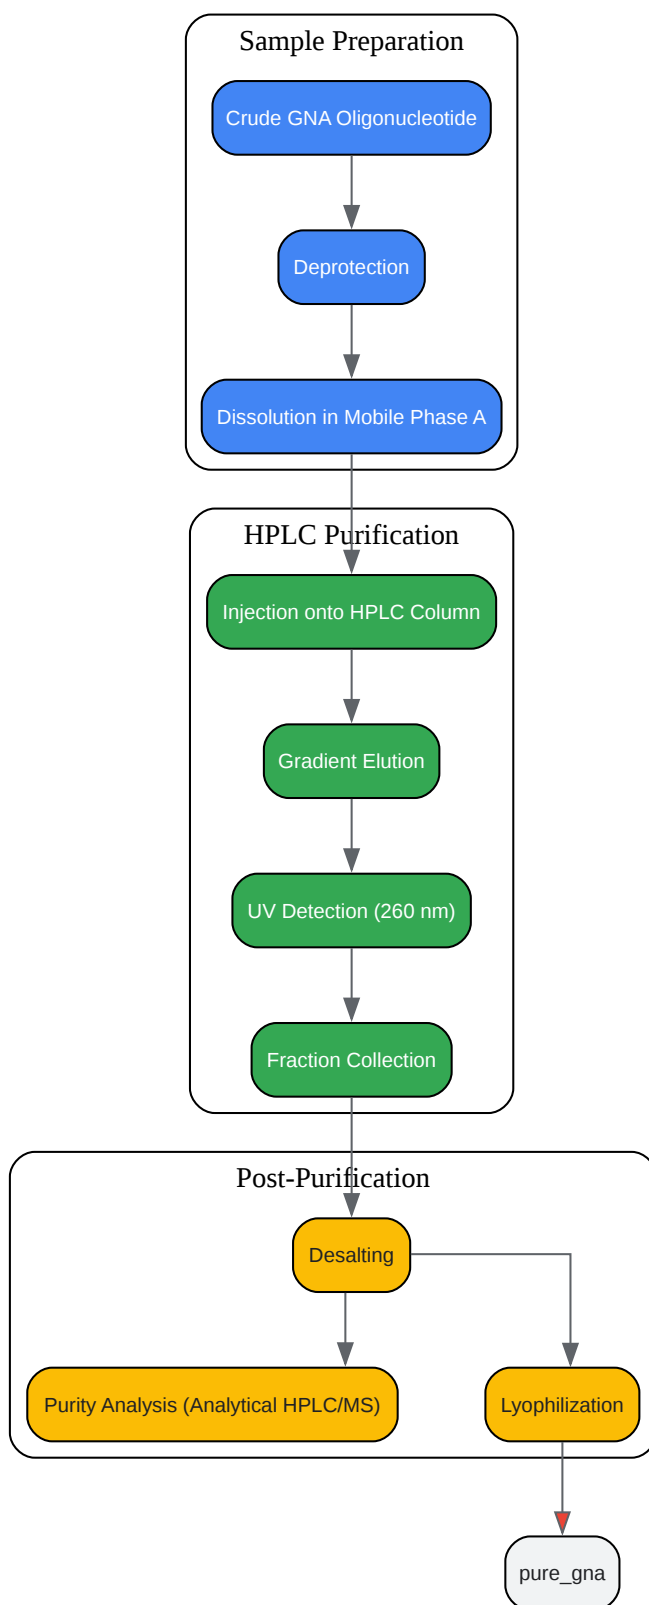 Sample Preparation
Crude GNA Oligonucleotide
Deprotection
Dissolution in Mobile Phase A
HPLC Purification
Injection onto HPLC Column
Gradient Elution
UV Detection (260 nm)
Fraction Collection
Post-Purification
Desalting
Purity Analysis (Analytical HPLC/MS)
Lyophilization
pure_gna